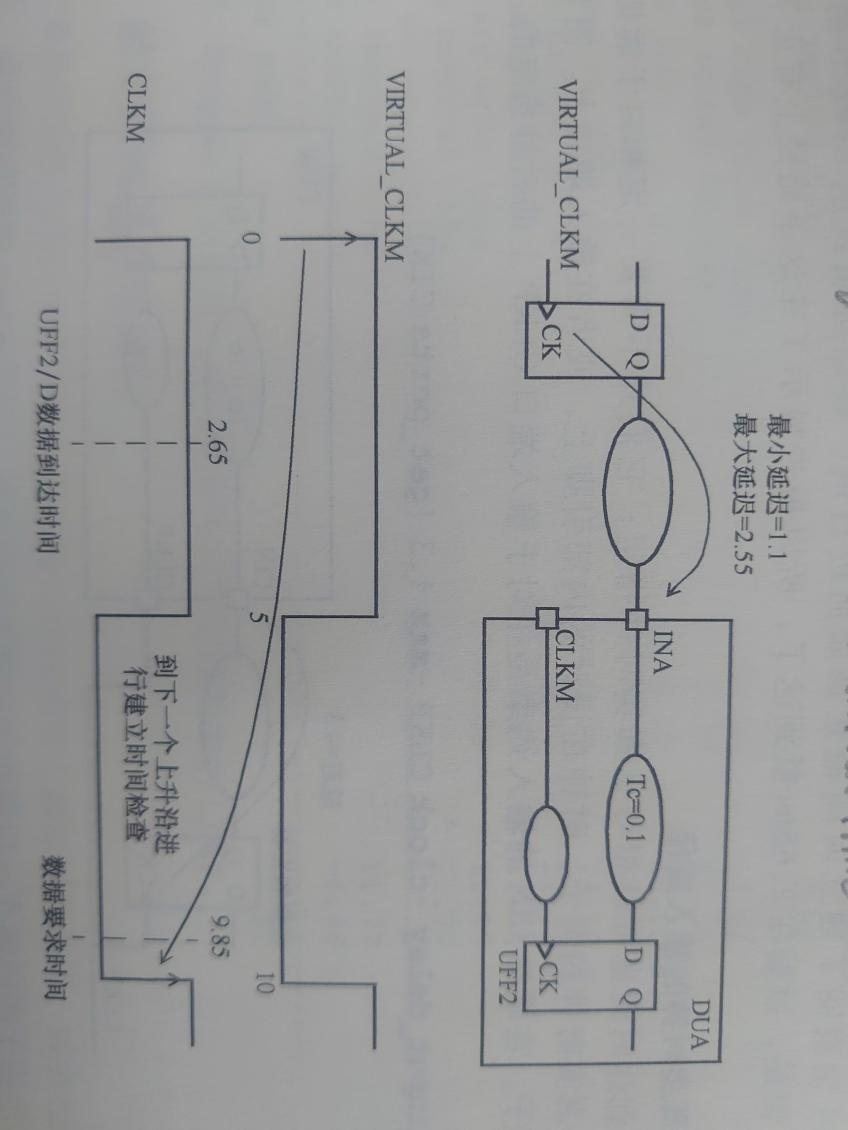 最小延迟=1.1
最大延迟=2.55
DUA
INA
D
Q
Tc=0.1
D
Q
VIRTUAL_CLKM
CK
CLKM
CK
UFF2
VIRTUAL_CLKM
0
5
10
2.65
9.85
CLKM
到下一个上升沿进
行建立时间检查
UFF2/D数据到达时间
数据要求时间